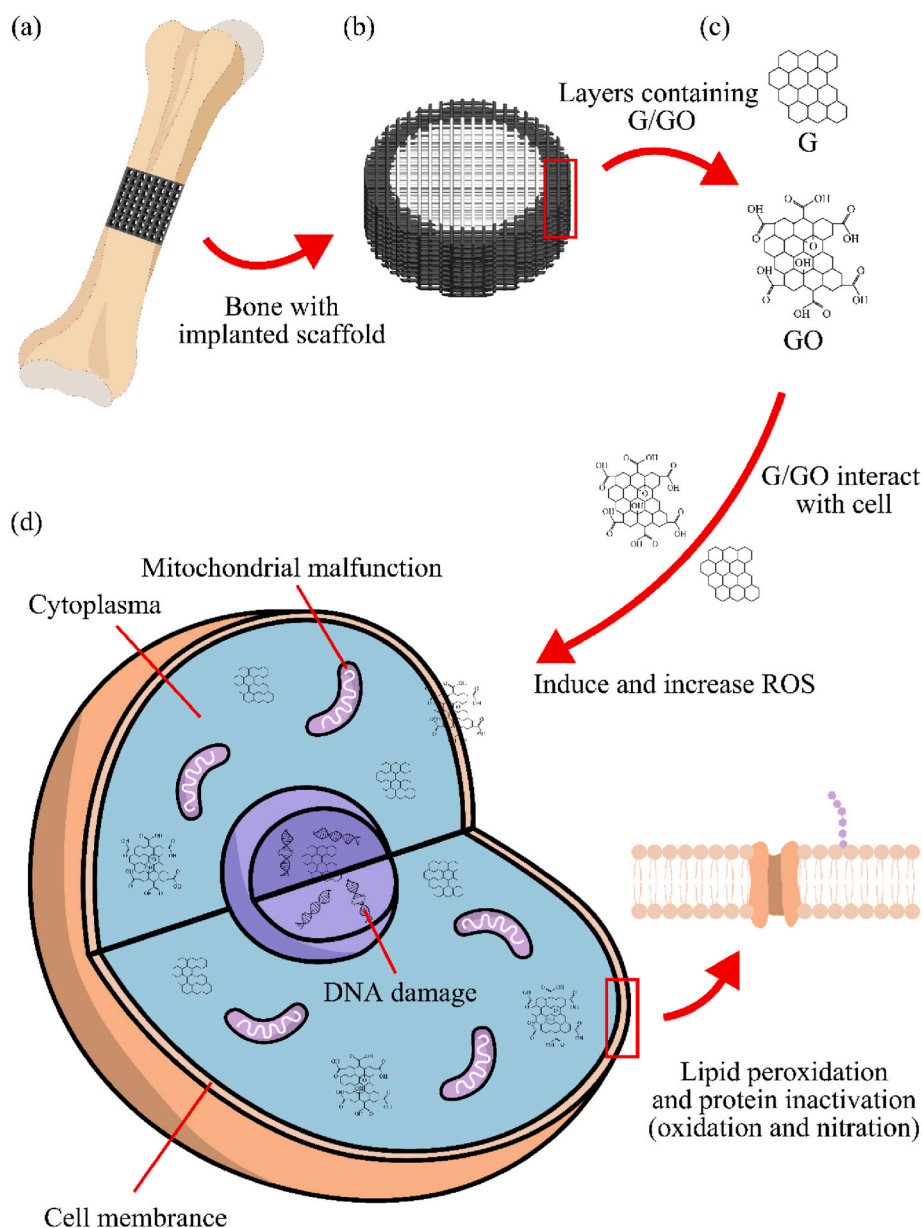 (a)
(b)
(c)
Layers containing
G/GO
G
Bone with
implanted scaffold
GO
G/GO interact
with cell
(d)
Mitochondrial malfunction
Cytoplasma
Induce and increase ROS
DNA damage
Lipid peroxidation
and protein inactivation
(oxidation and nitration)
Cell membrance